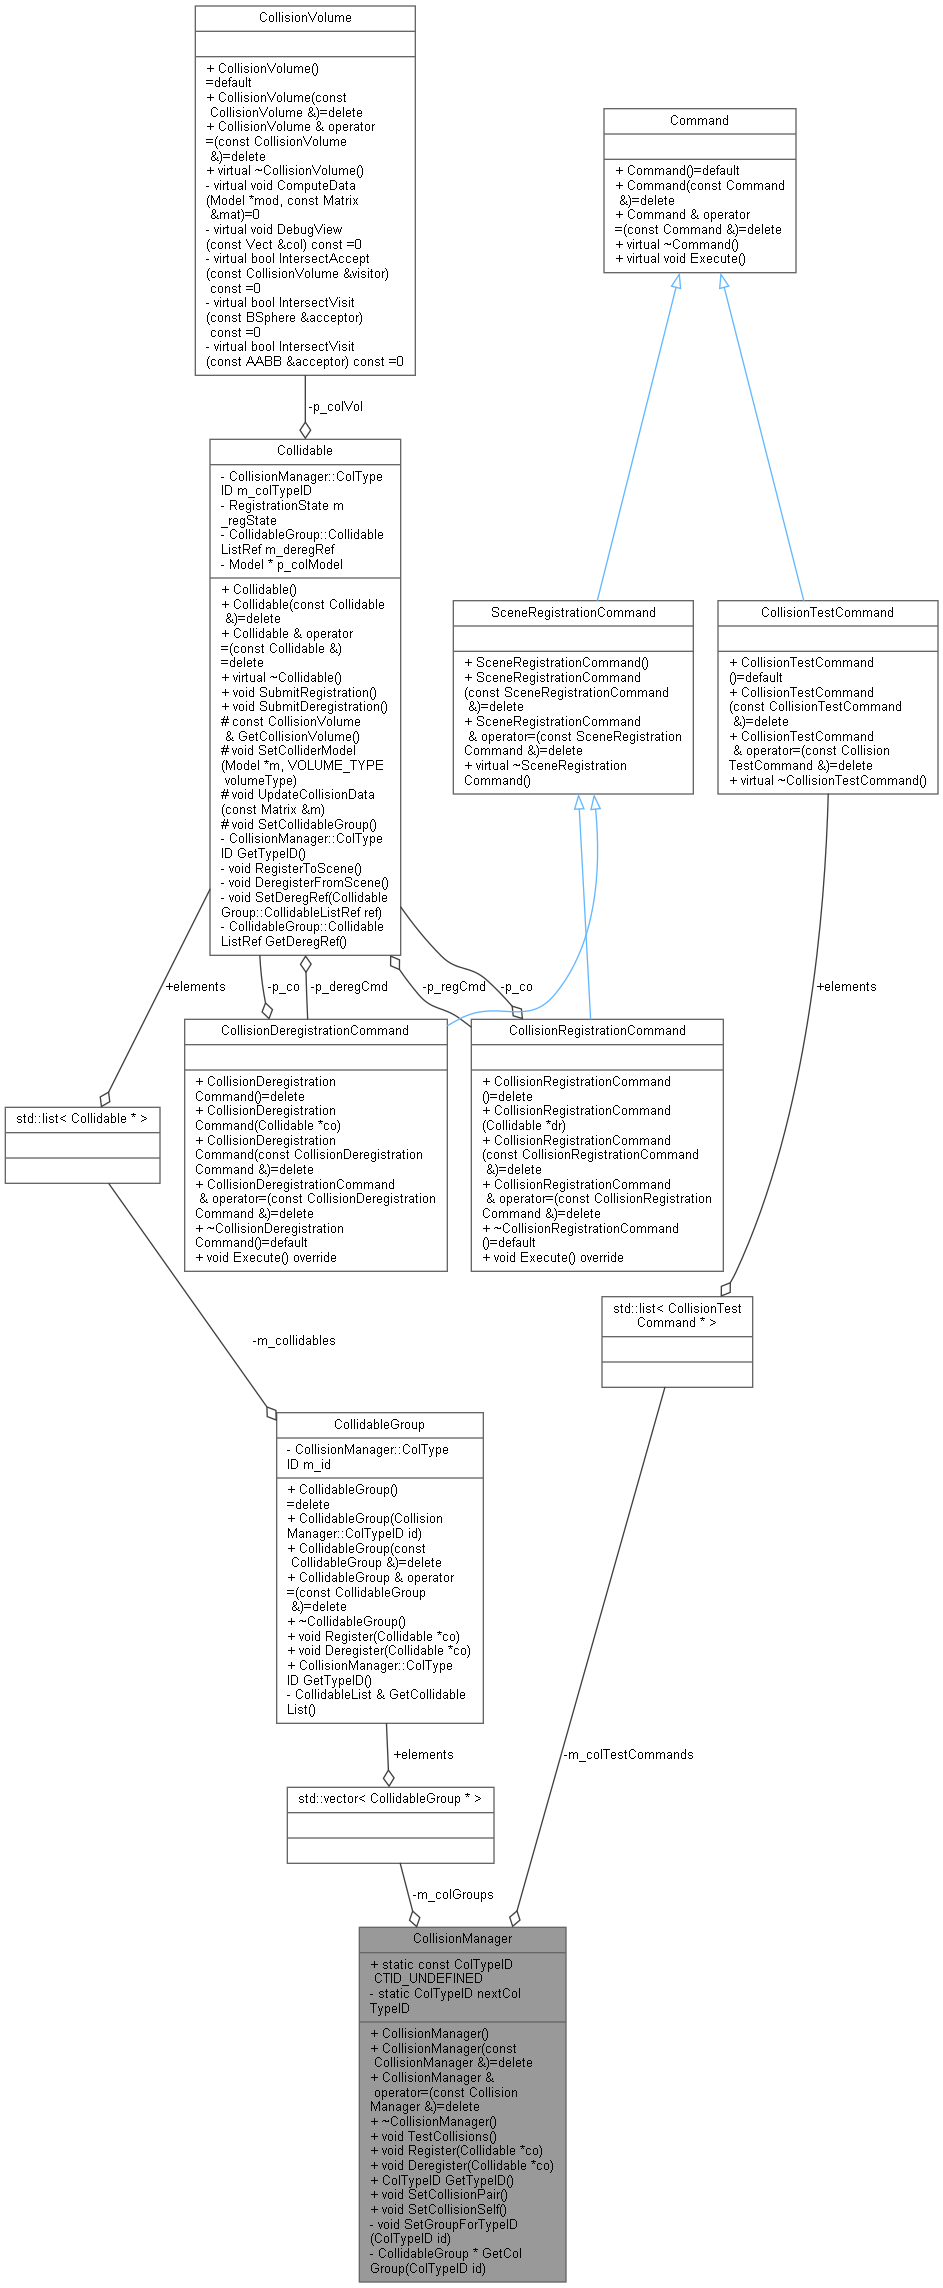 CollisionVolume
+ CollisionVolume()
=default
+ CollisionVolume(const
CollisionVolume &)=delete
+ CollisionVolume & operator
=(const CollisionVolume
&)=delete
+ virtual ~CollisionVolume()
- virtual void ComputeData
(Model *mod, const Matrix
&mat)=0
- virtual void DebugView
(const Vect &col) const =0
- virtual bool IntersectAccept
(const CollisionVolume &visitor)
const =0
- virtual bool IntersectVisit
(const BSphere &acceptor)
const =0
- virtual bool IntersectVisit
(const AABB &acceptor) const =0
Command
+ Command()=default
+ Command(const Command
&)=delete
+ Command & operator
=(const Command &)=delete
+ virtual ~Command()
+ virtual void Execute()
-p_colVol
Collidable
- CollisionManager::ColType
ID m_colTypeID
- RegistrationState m
_regState
- CollidableGroup::Collidable
ListRef m_deregRef
- Model * p_colModel
+ Collidable()
+ Collidable(const Collidable
&)=delete
+ Collidable & operator
=(const Collidable &)
=delete
+ virtual ~Collidable()
+ void SubmitRegistration()
+ void SubmitDeregistration()
# const CollisionVolume
& GetCollisionVolume()
# void SetColliderModel
(Model *m, VOLUME_TYPE
volumeType)
# void UpdateCollisionData
(const Matrix &m)
# void SetCollidableGroup()
- CollisionManager::ColType
ID GetTypeID()
- void RegisterToScene()
- void DeregisterFromScene()
- void SetDeregRef(Collidable
Group::CollidableListRef ref)
- CollidableGroup::Collidable
ListRef GetDeregRef()
SceneRegistrationCommand
+ SceneRegistrationCommand()
+ SceneRegistrationCommand
(const SceneRegistrationCommand
&)=delete
+ SceneRegistrationCommand
& operator=(const SceneRegistration
Command &)=delete
+ virtual ~SceneRegistration
Command()
CollisionTestCommand
+ CollisionTestCommand
()=default
+ CollisionTestCommand
(const CollisionTestCommand
&)=delete
+ CollisionTestCommand
& operator=(const Collision
TestCommand &)=delete
+ virtual ~CollisionTestCommand()
+elements
-p_co
-p_deregCmd
-p_regCmd
-p_co
+elements
CollisionDeregistrationCommand
+ CollisionDeregistration
Command()=delete
+ CollisionDeregistration
Command(Collidable *co)
+ CollisionDeregistration
Command(const CollisionDeregistration
Command &)=delete
+ CollisionDeregistrationCommand
& operator=(const CollisionDeregistration
Command &)=delete
+ ~CollisionDeregistration
Command()=default
+ void Execute() override
CollisionRegistrationCommand
+ CollisionRegistrationCommand
()=delete
+ CollisionRegistrationCommand
(Collidable *dr)
+ CollisionRegistrationCommand
(const CollisionRegistrationCommand
&)=delete
+ CollisionRegistrationCommand
& operator=(const CollisionRegistration
Command &)=delete
+ ~CollisionRegistrationCommand
()=default
+ void Execute() override
std::list< Collidable * >
std::list< CollisionTest
Command * >
-m_collidables
CollidableGroup
- CollisionManager::ColType
ID m_id
+ CollidableGroup()
=delete
+ CollidableGroup(Collision
Manager::ColTypeID id)
+ CollidableGroup(const
CollidableGroup &)=delete
+ CollidableGroup & operator
=(const CollidableGroup
&)=delete
+ ~CollidableGroup()
+ void Register(Collidable *co)
+ void Deregister(Collidable *co)
+ CollisionManager::ColType
ID GetTypeID()
- CollidableList & GetCollidable
List()
+elements
-m_colTestCommands
std::vector< CollidableGroup * >
-m_colGroups
CollisionManager
+ static const ColTypeID
CTID_UNDEFINED
- static ColTypeID nextCol
TypeID
+ CollisionManager()
+ CollisionManager(const
CollisionManager &)=delete
+ CollisionManager &
operator=(const Collision
Manager &)=delete
+ ~CollisionManager()
+ void TestCollisions()
+ void Register(Collidable *co)
+ void Deregister(Collidable *co)
+ ColTypeID GetTypeID()
+ void SetCollisionPair()
+ void SetCollisionSelf()
- void SetGroupForTypeID
(ColTypeID id)
- CollidableGroup * GetCol
Group(ColTypeID id)